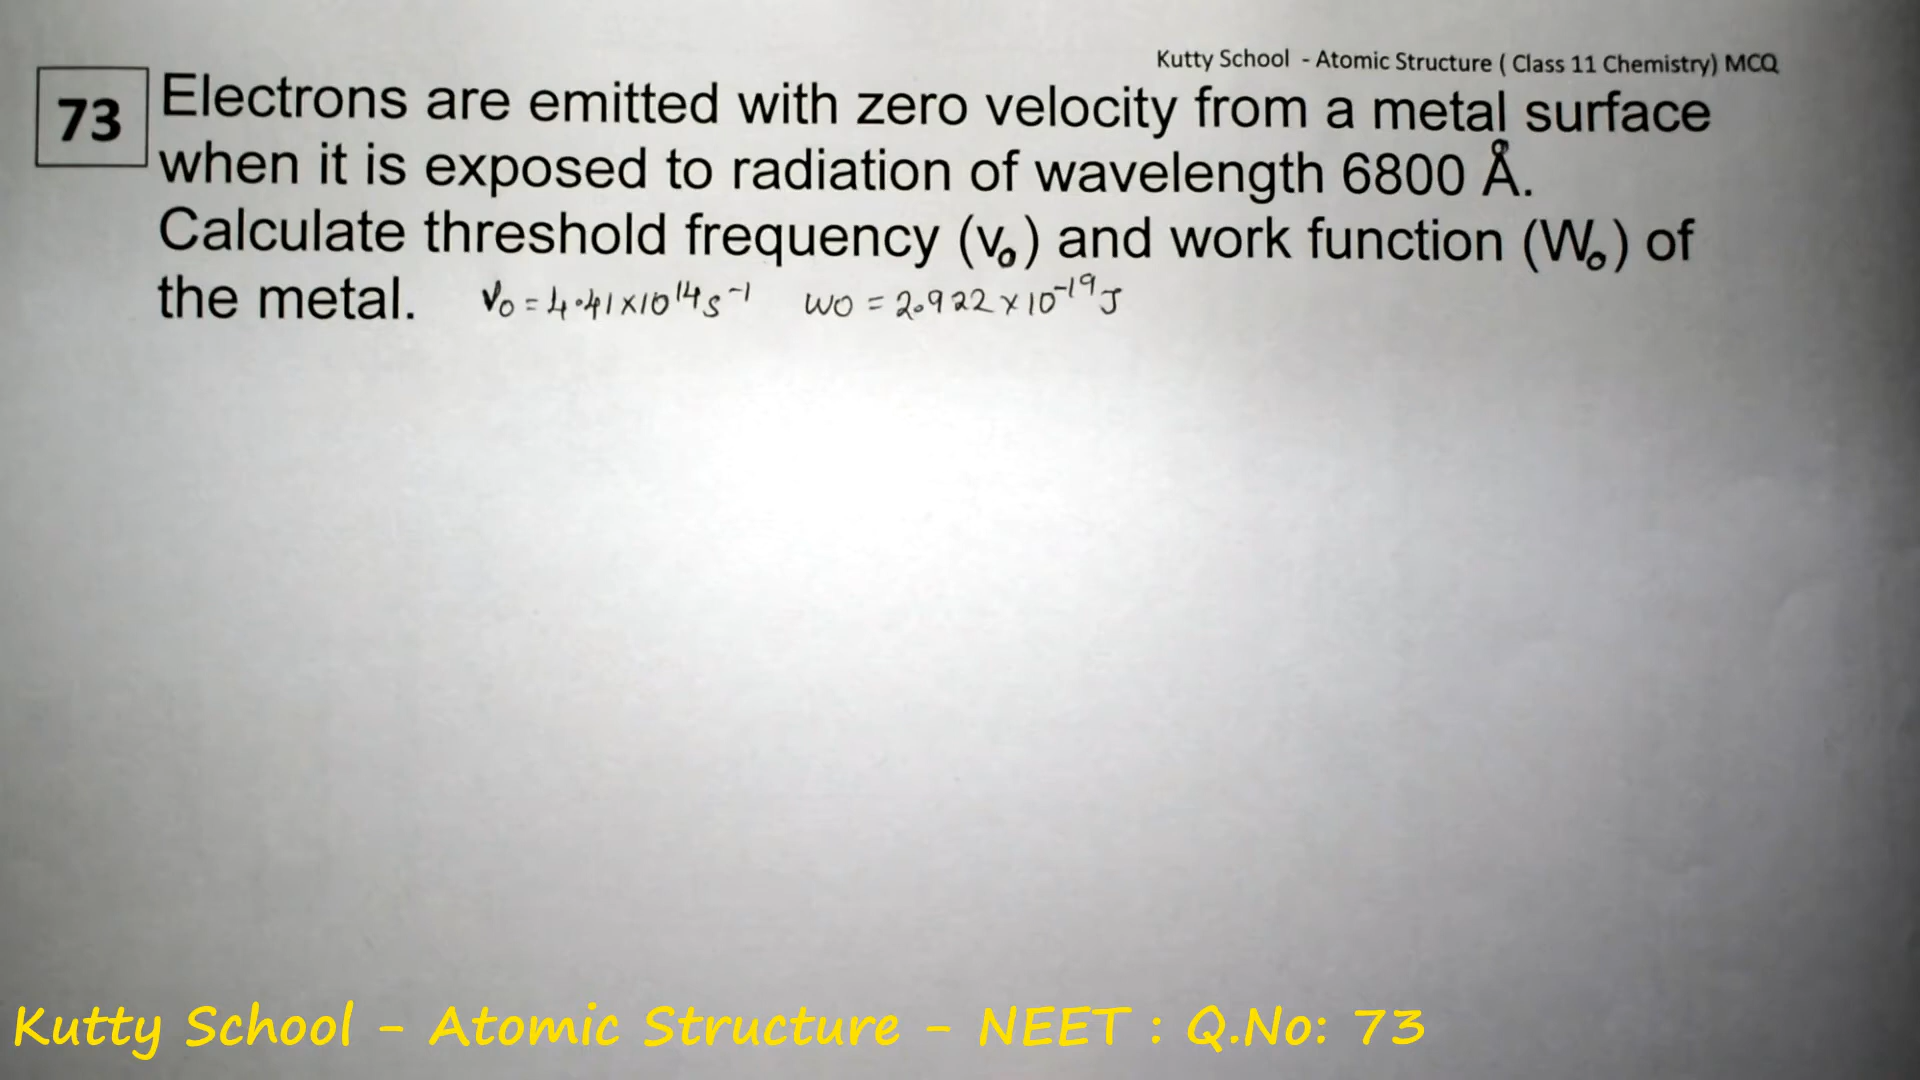 Kutty School - Atomic Structure ( Class 11 Chemistry) MCQ
73
Electrons are emitted with zero velocity from a metal surface
when it is exposed to radiation of wavelength 6800 Å.
Calculate threshold frequency (v₀) and work function (W₀) of
the metal. V₀ = 4.41×10¹⁴s⁻¹ W0 = 2.922×10⁻¹⁹J
Kutty School - Atomic Structure - NEET : Q.No: 73